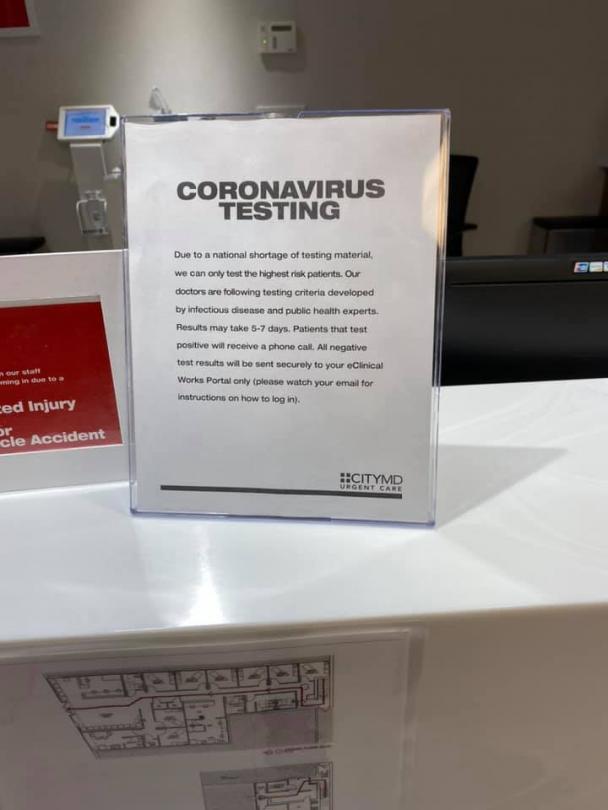 CORONAVIRUS
TESTING
Due to a national shortage of testing material,
we can only test the highest risk patients. Our
doctors are following testing criteria developed
by infectious disease and public health experts.
Results may take 5-7 days. Patients that test
positive will receive a phone call. All negative
test results will be sent securely to your eClinical
Works Portal only (please watch your email for
instructions on how to log in).
CITYMD
URGENT CARE
our staff
ming in due to a
ted Injury
or
cle Accident